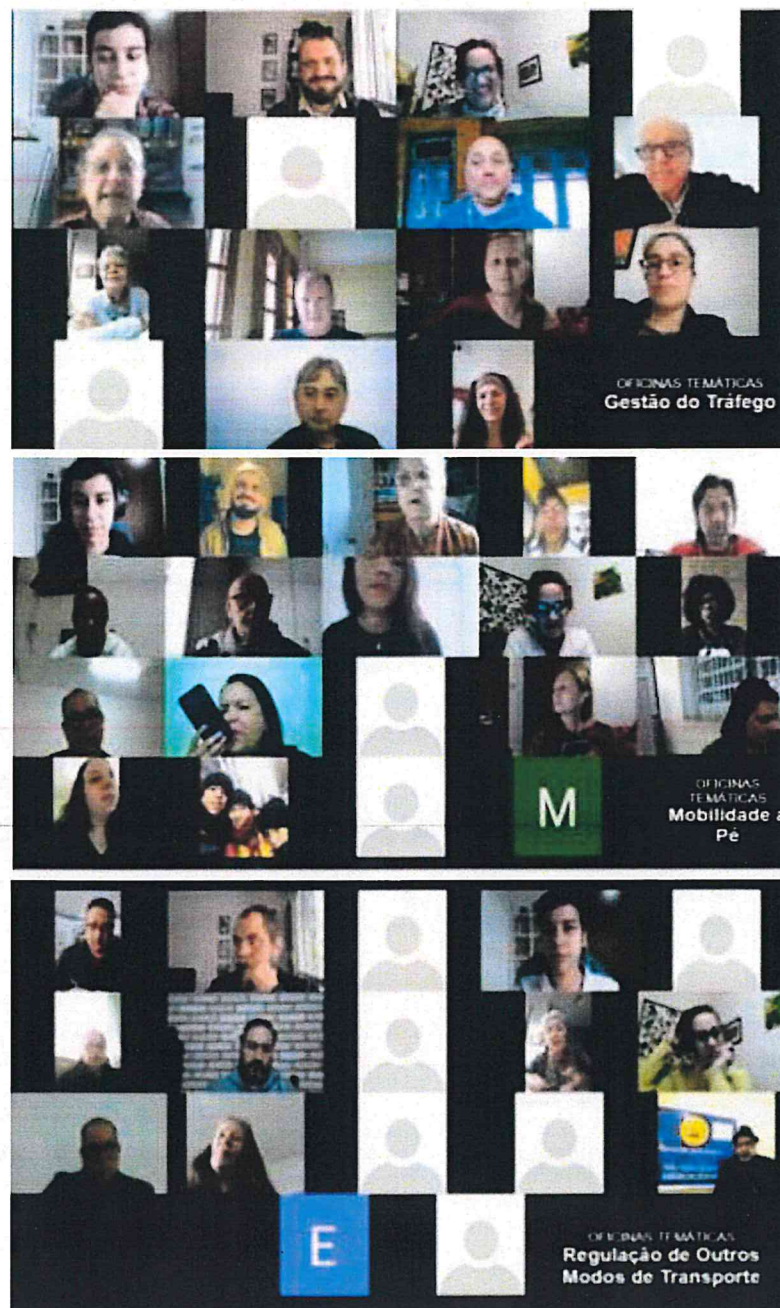 OFICINAS TEMÁTICAS
Gestão do Tráfego
M
OFICINAS
TEMÁTICAS
Mobilidade a
Pé
E
OFICINAS TEMÁTICAS
Regulação de Outros
Modos de Transporte